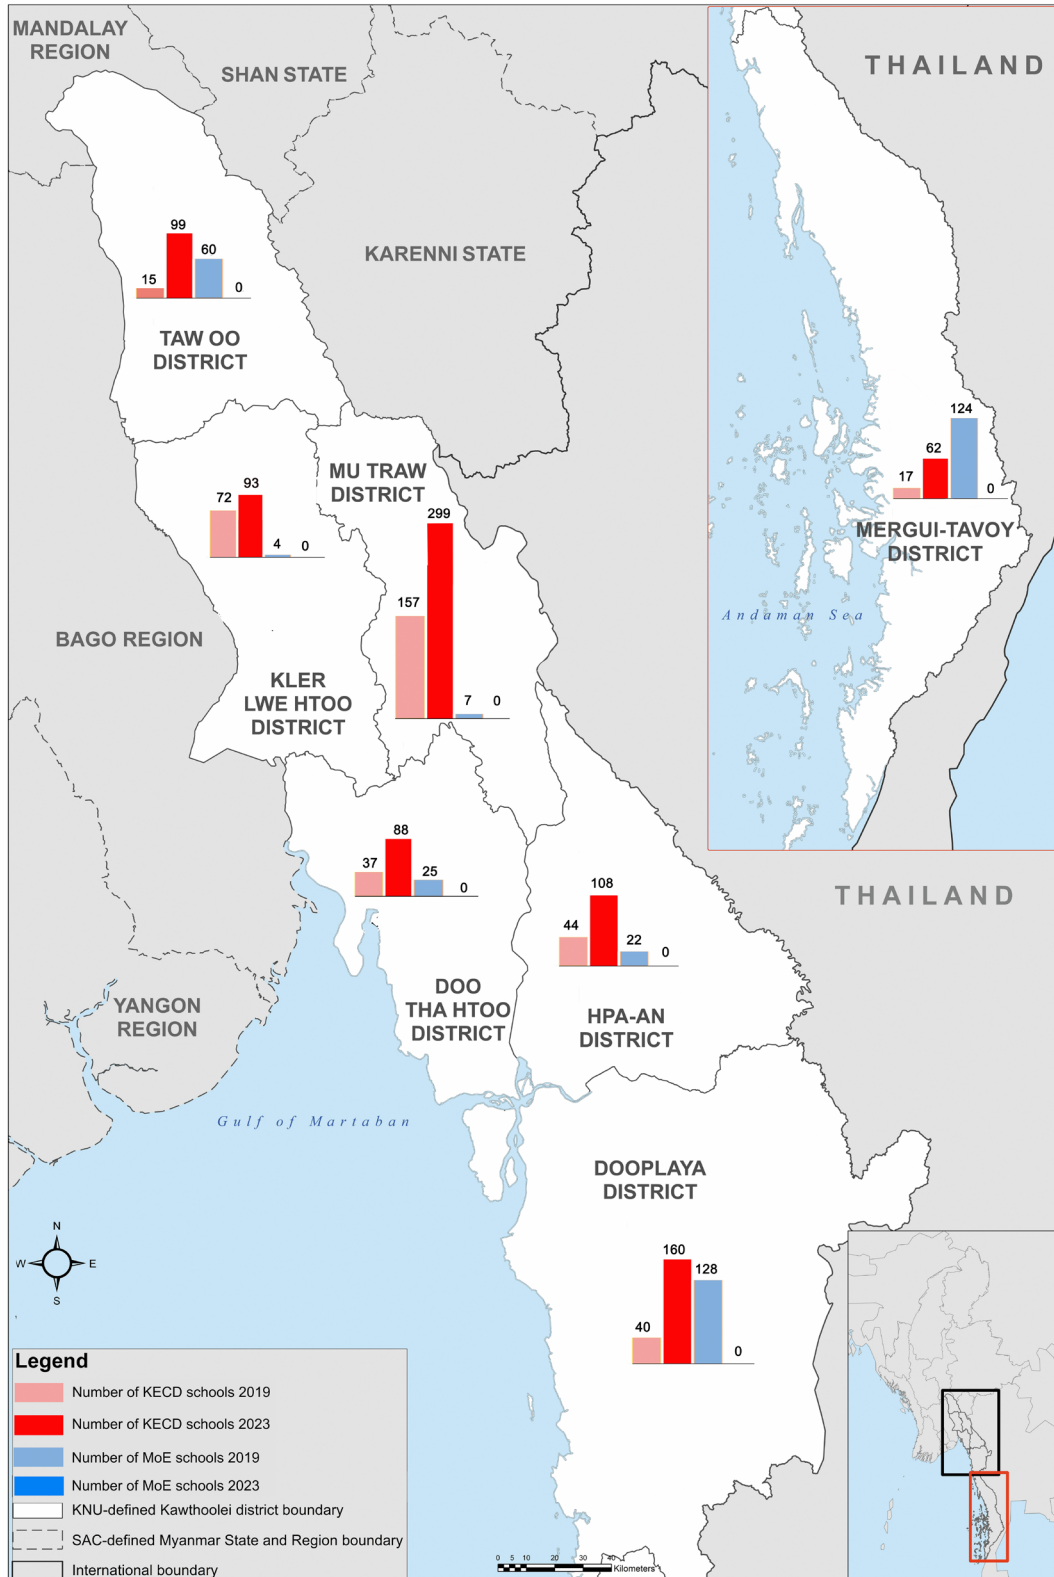 MANDALAY
REGION
SHAN STATE
THAILAND
KARENNI STATE
15
99
60
0
TAW OO
DISTRICT
MU TRAW
DISTRICT
72
93
4
0
157
299
7
0
17
62
124
0
MERGUI-TAVOY
DISTRICT
Andaman Sea
BAGO REGION
KLER
LWE HTOO
DISTRICT
37
88
25
0
44
108
22
0
THAILAND
DOO
THA HTOO
DISTRICT
HPA-AN
DISTRICT
YANGON
REGION
Gulf of Martaban
DOOPLAYA
DISTRICT
40
160
128
0
N
W
E
S
Legend
Number of KECD schools 2019
Number of KECD schools 2023
Number of MoE schools 2019
Number of MoE schools 2023
KNU-defined Kawthoolei district boundary
SAC-defined Myanmar State and Region boundary
International boundary
0 5 10 20 30 40
Kilometers